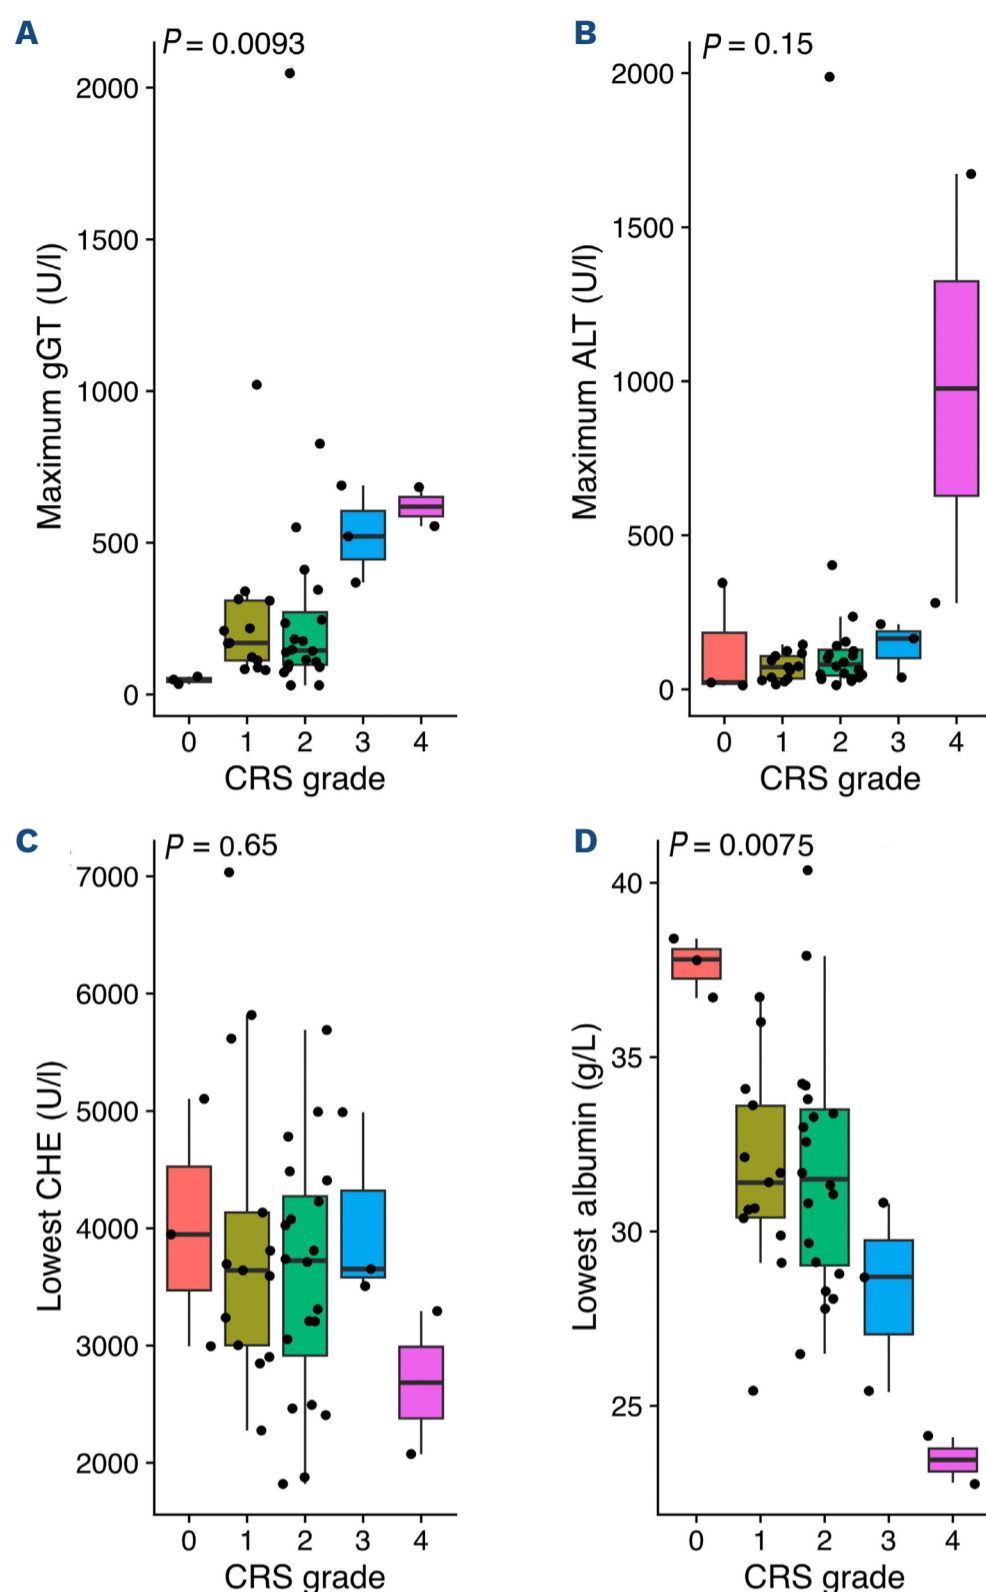 A
P = 0.0093
Maximum gGT (U/l)
2000
1500
1000
500
0
0 1 2 3 4
CRS grade
B
P = 0.15
Maximum ALT (U/l)
2000
1500
1000
500
0
0 1 2 3 4
CRS grade
C
P = 0.65
Lowest CHE (U/l)
7000
6000
5000
4000
3000
2000
0 1 2 3 4
CRS grade
D
P = 0.0075
Lowest albumin (g/L)
40
35
30
25
0 1 2 3 4
CRS grade